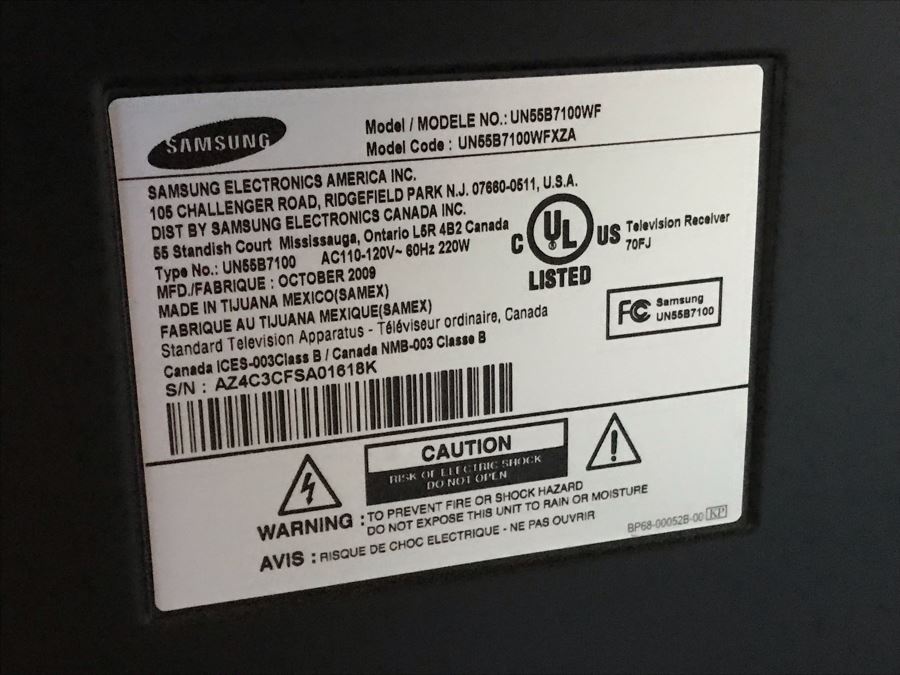 SAMSUNG
Model / MODELE NO.: UN55B7100WF
Model Code : UN55B7100WFXZA
SAMSUNG ELECTRONICS AMERICA INC.
105 CHALLENGER ROAD, RIDGEFIELD PARK N.J. 07660-0511, U.S.A.
DIST BY SAMSUNG ELECTRONICS CANADA INC.
55 Standish Court Mississauga, Ontario L5R 4B2 Canada
Type No.: UN55B7100 AC110-120V~ 60Hz 220W
MFD./FABRIQUE : OCTOBER 2009
MADE IN TIJUANA MEXICO(SAMEX)
FABRIQUE AU TIJUANA MEXIQUE(SAMEX)
Standard Television Apparatus - Téléviseur ordinaire, Canada
Canada ICES-003Class B / Canada NMB-003 Classe B
S/N : AZ4C3CFSA01618K
C UL US
LISTED
Television Receiver
70FJ
FC Samsung
UN55B7100
CAUTION
RISK OF ELECTRIC SHOCK
DO NOT OPEN
WARNING : TO PREVENT FIRE OR SHOCK HAZARD
DO NOT EXPOSE THIS UNIT TO RAIN OR MOISTURE
AVIS : RISQUE DE CHOC ELECTRIQUE - NE PAS OUVRIR
BP68-00052B-00 KP